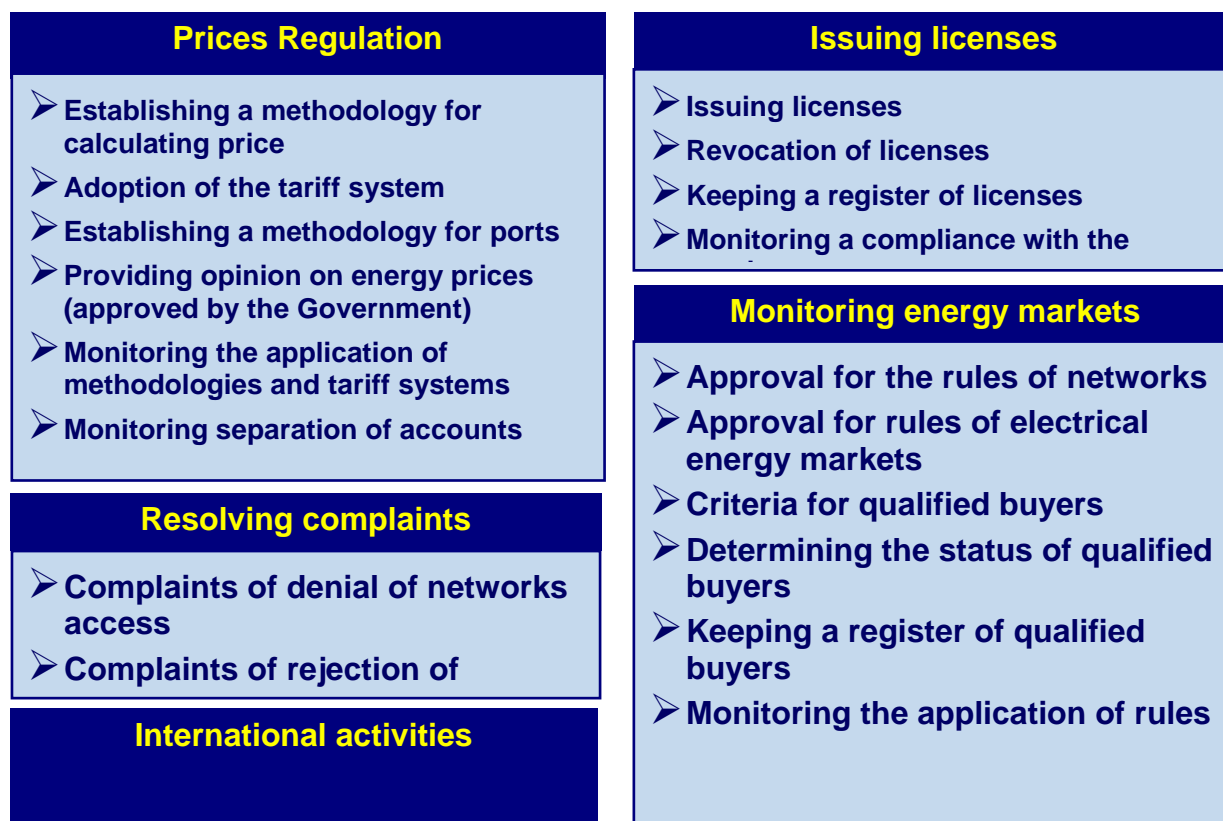 Prices Regulation
➢ Establishing a methodology for
calculating price
➢ Adoption of the tariff system
➢ Establishing a methodology for ports
➢ Providing opinion on energy prices
(approved by the Government)
➢ Monitoring the application of
methodologies and tariff systems
➢ Monitoring separation of accounts
Resolving complaints
➢ Complaints of denial of networks
access
➢ Complaints of rejection of
International activities
Issuing licenses
➢ Issuing licenses
➢ Revocation of licenses
➢ Keeping a register of licenses
➢ Monitoring a compliance with the
Monitoring energy markets
➢ Approval for the rules of networks
➢ Approval for rules of electrical
energy markets
➢ Criteria for qualified buyers
➢ Determining the status of qualified
buyers
➢ Keeping a register of qualified
buyers
➢ Monitoring the application of rules